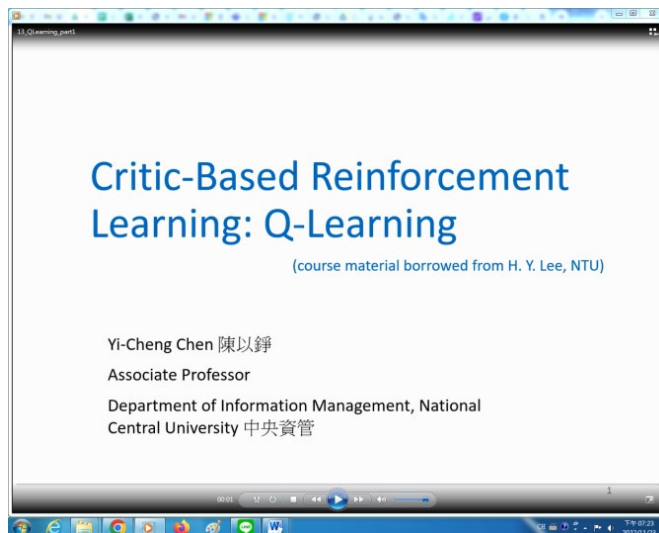 13_QLearning_part1
Critic-Based Reinforcement
Learning: Q-Learning
(course material borrowed from H. Y. Lee, NTU)
Yi-Cheng Chen 陳以錚
Associate Professor
Department of Information Management, National
Central University 中央資管
1
00:01
下午 07:23